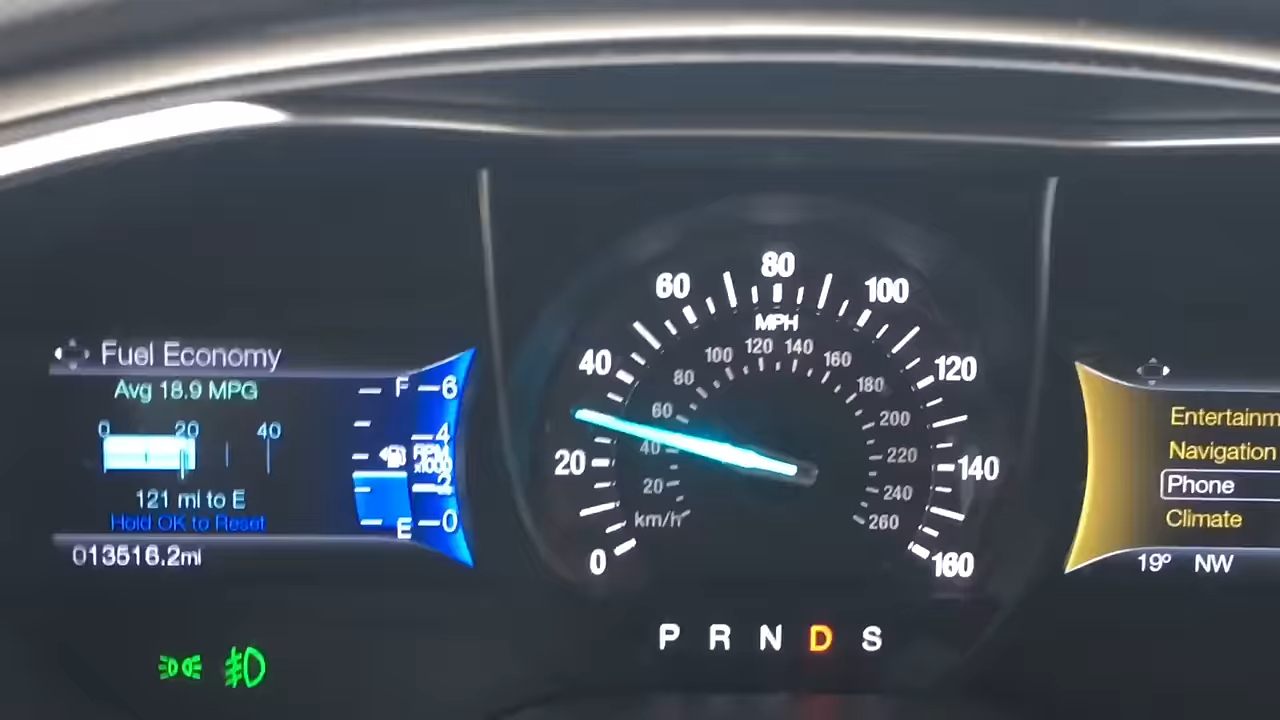 Fuel Economy
Avg 18.9 MPG
0 20 40
121 mi to E
Hold OK to Reset
013516.2mi
F 6
4
RPM
x1000
2
E 0
0 20 40 60 80 100 120 140 160
MPH
20 40 60 80 100 120 140 160 180 200 220 240 260
km/h
P R N D S
Entertainm
Navigation
Phone
Climate
19º NW